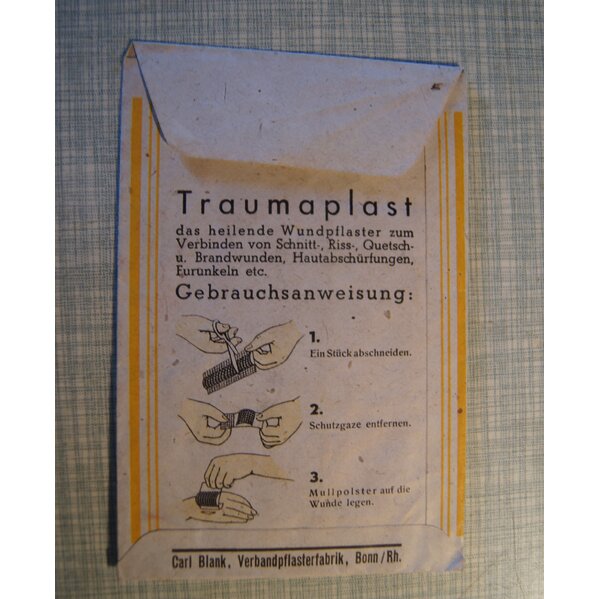 Traumaplast
das heilende Wundpflaster zum
Verbinden von Schnitt-, Riss-, Quetsch-
u. Brandwunden, Hautabschürfungen,
Furunkeln etc.
Gebrauchsanweisung:
1.
Ein Stück abschneiden.
2.
Schutzgaze entfernen.
3.
Mullpolster auf die
Wunde legen.
Carl Blank, Verbandpflasterfabrik, Bonn/Rh.